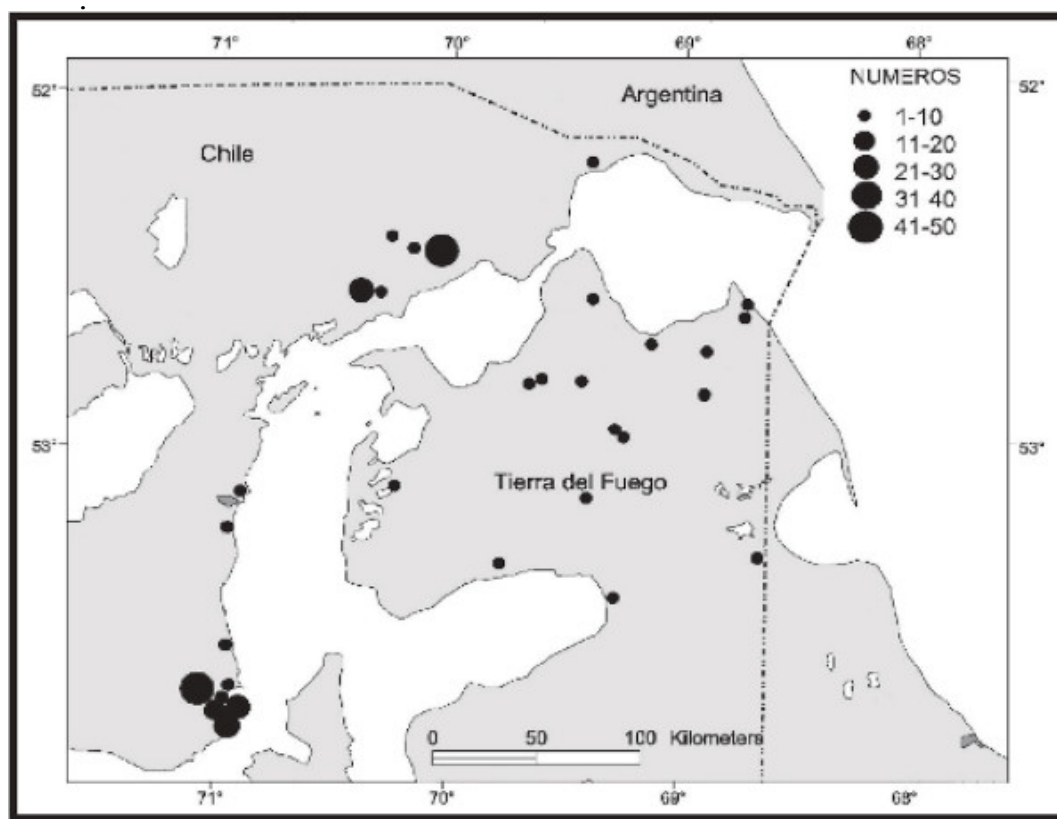 71° 70° 69° 68°
52° 52°
NUMEROS
Argentina
1-10
Chile
11-20
21-30
31 40
41-50
53° 53°
Tierra del Fuego
0 50 100 Kilometers
71° 70° 69° 68°